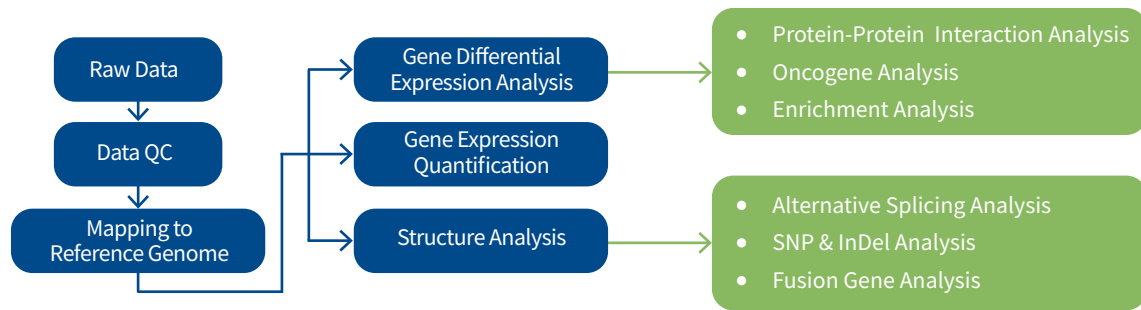 Raw Data
Data QC
Mapping to
Reference Genome
Gene Differential
Expression Analysis
Gene Expression
Quantification
Structure Analysis
• Protein-Protein Interaction Analysis
• Oncogene Analysis
• Enrichment Analysis
• Alternative Splicing Analysis
• SNP & InDel Analysis
• Fusion Gene Analysis